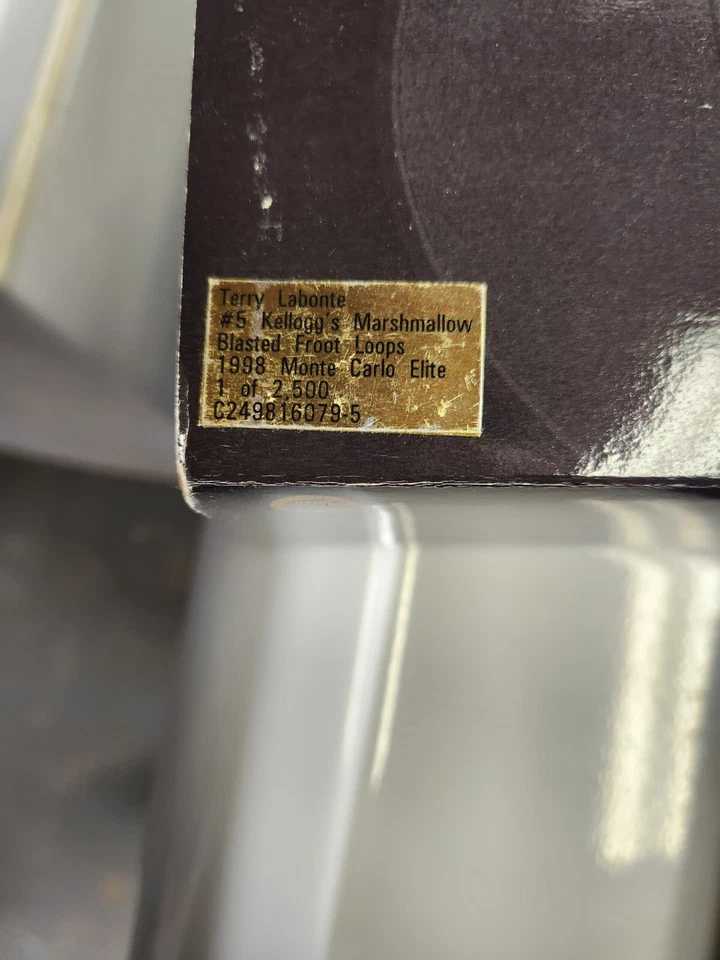 Terry Labonte
#5 Kellogg's Marshmallow
Blasted Froot Loops
1998 Monte Carlo Elite
1 of 2,500
C249816079-5